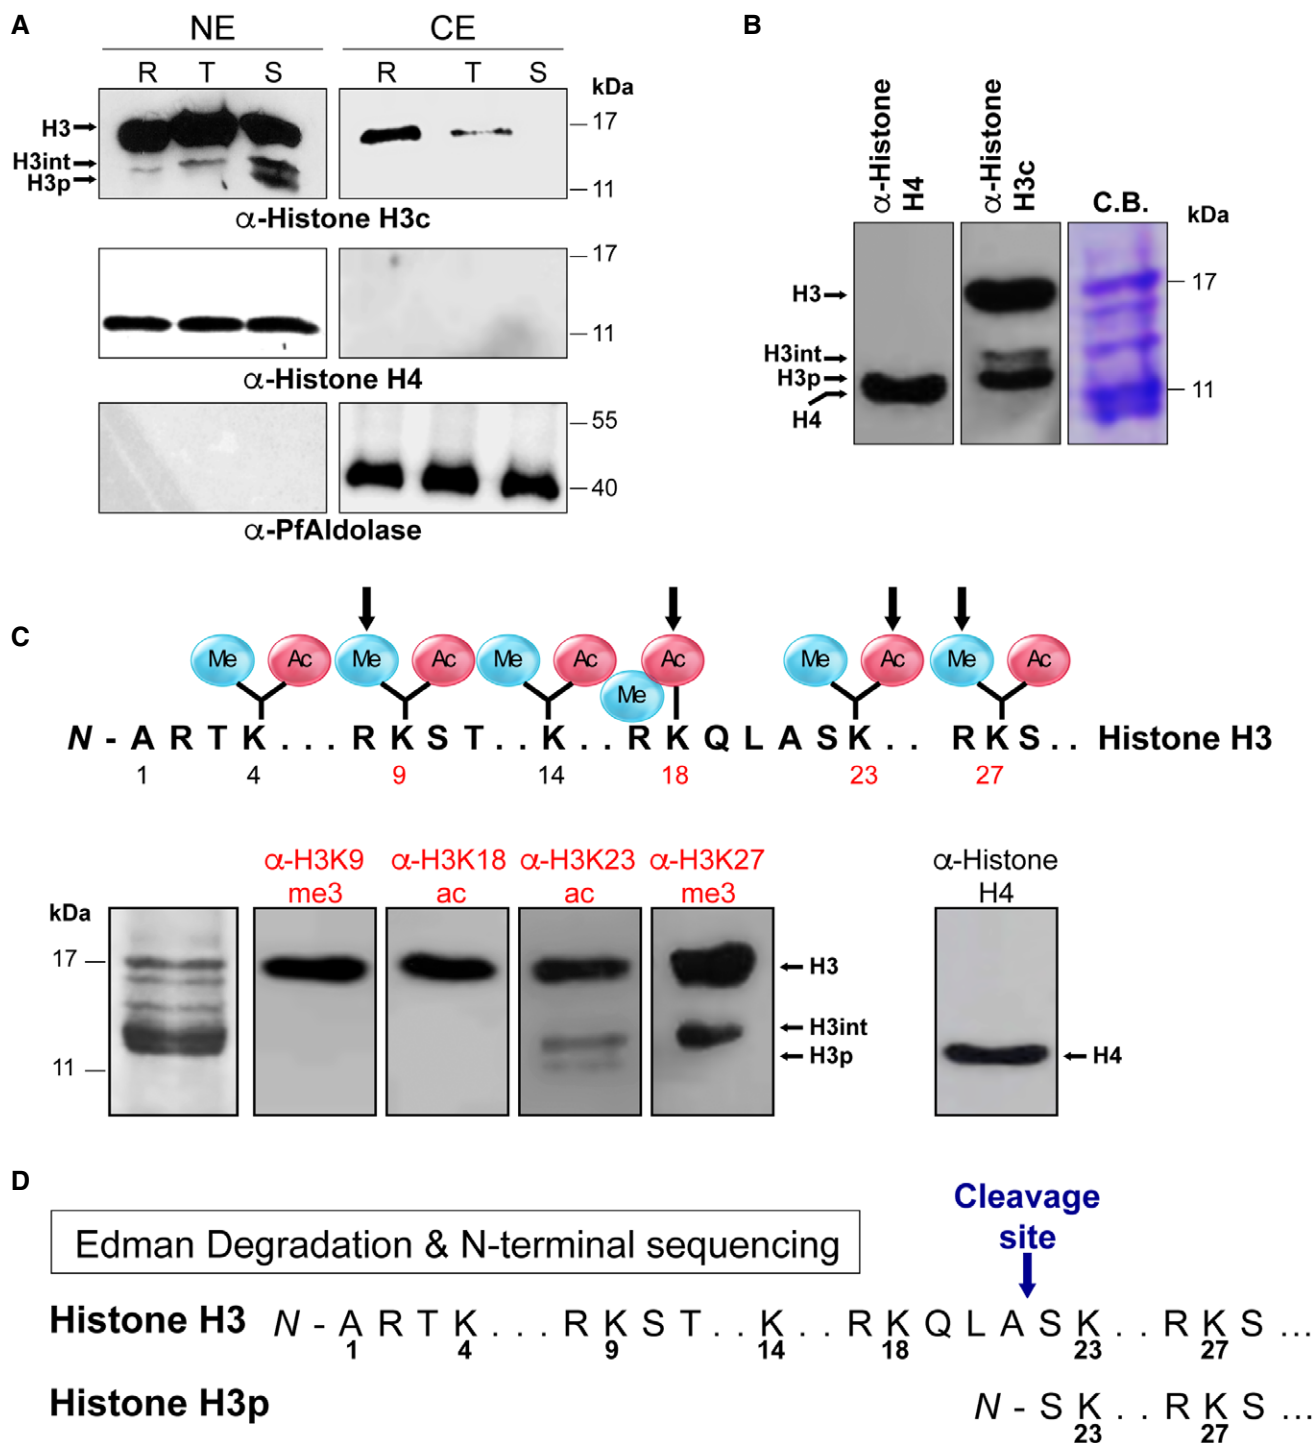 A
NE CE
R T S R T S kDa
H3 17
H3int
H3p 11
α-Histone H3c
17
11
α-Histone H4
55
40
α-PfAldolase
B
α-Histone H4
α-Histone H3c
C.B. kDa
H3 17
H3int
H3p 11
H4
C
Me Ac Me Ac Me Ac Me Ac Me Ac Me Ac
N - A R T K . . . R K S T . . K . . R K Q L A S K . . R K S . . Histone H3
1 4 9 14 18 23 27
α-H3K9 α-H3K18 α-H3K23 α-H3K27 α-Histone
me3 ac ac me3 H4
kDa
17 H3
H3int
H3p H4
11
D
Cleavage
site
Edman Degradation & N-terminal sequencing
Histone H3 N - A R T K . . . R K S T . . K . . R K Q L A S K . . R K S ...
1 4 9 14 18 23 27
Histone H3p N - S K . . R K S ...
23 27